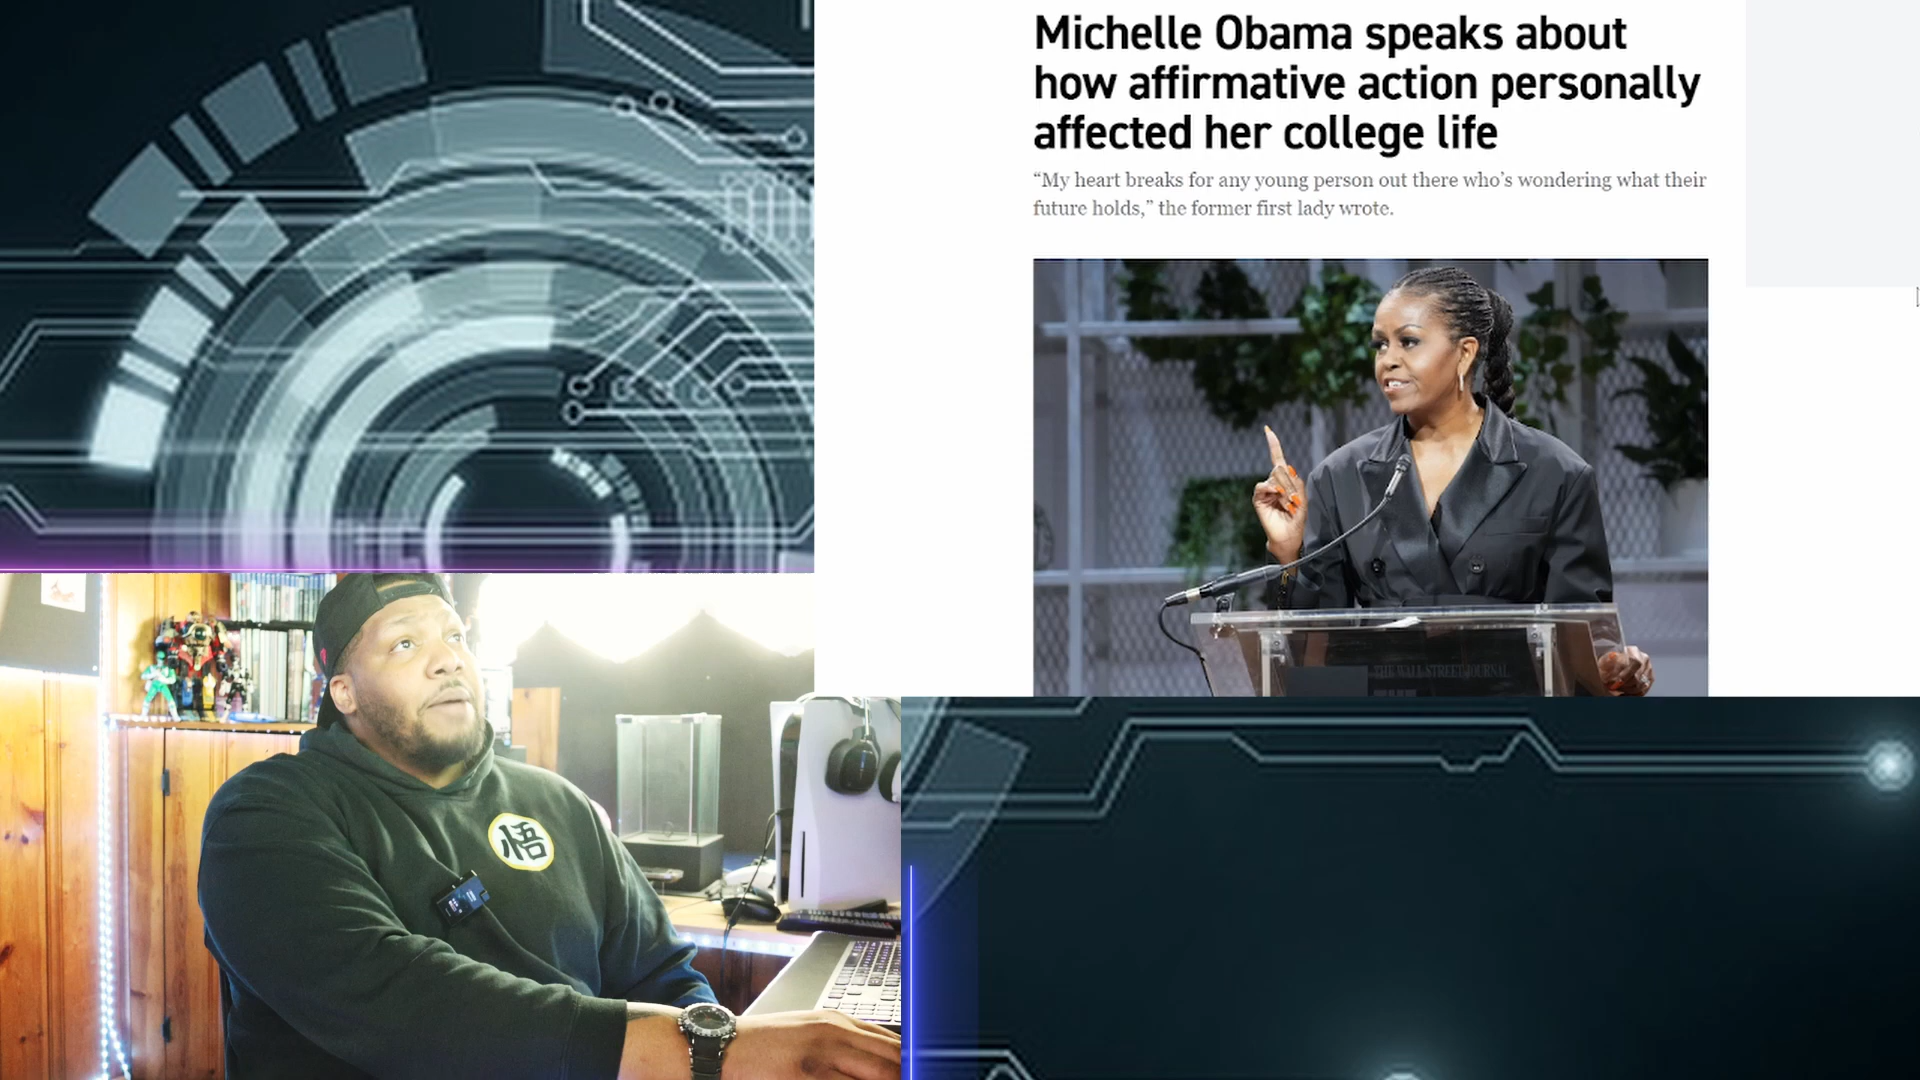 Michelle Obama speaks about
how affirmative action personally
affected her college life
“My heart breaks for any young person out there who’s wondering what their
future holds,” the former first lady wrote.
THE WALL STREET JOURNAL
悟